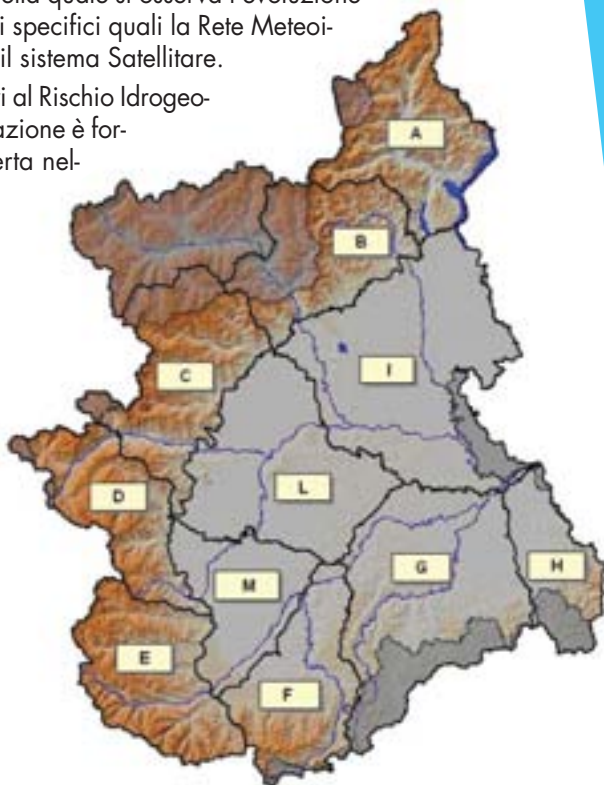 quale si osserva l'evoluzione
i specifici quali la Rete Meteoi-
il sistema Satellitare.
i al Rischio Idrogeo-
azione è for-
erta nel-
A
B
C
I
D
L
M
G
H
E
F